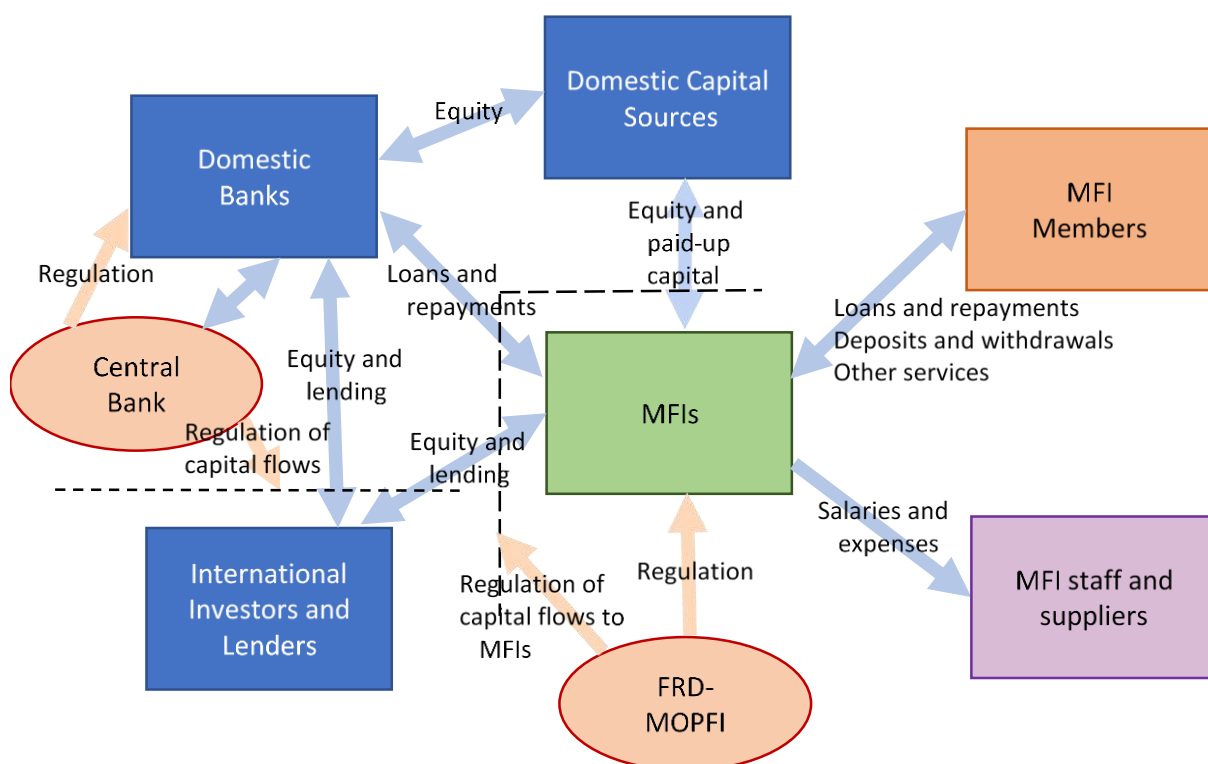 Domestic Capital
Sources
Equity
Domestic
Banks
MFI
Members
Equity and
paid-up
capital
Regulation
Loans and
repayments
Loans and repayments
Deposits and withdrawals
Other services
Central
Bank
Equity and
lending
MFIs
Regulation of
capital flows
Equity and
lending
Salaries and
expenses
International
Investors and
Lenders
Regulation of
capital flows to
MFIs
Regulation
MFI staff and
suppliers
FRD-
MOPFI